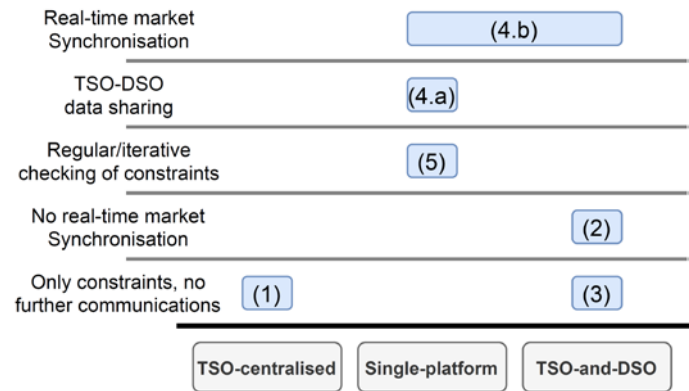 Real-time market
Synchronisation
(4.b)
TSO-DSO
data sharing
(4.a)
Regular/iterative
checking of constraints
(5)
No real-time market
Synchronisation
(2)
Only constraints, no
further communications
(1)
(3)
TSO-centralised
Single-platform
TSO-and-DSO